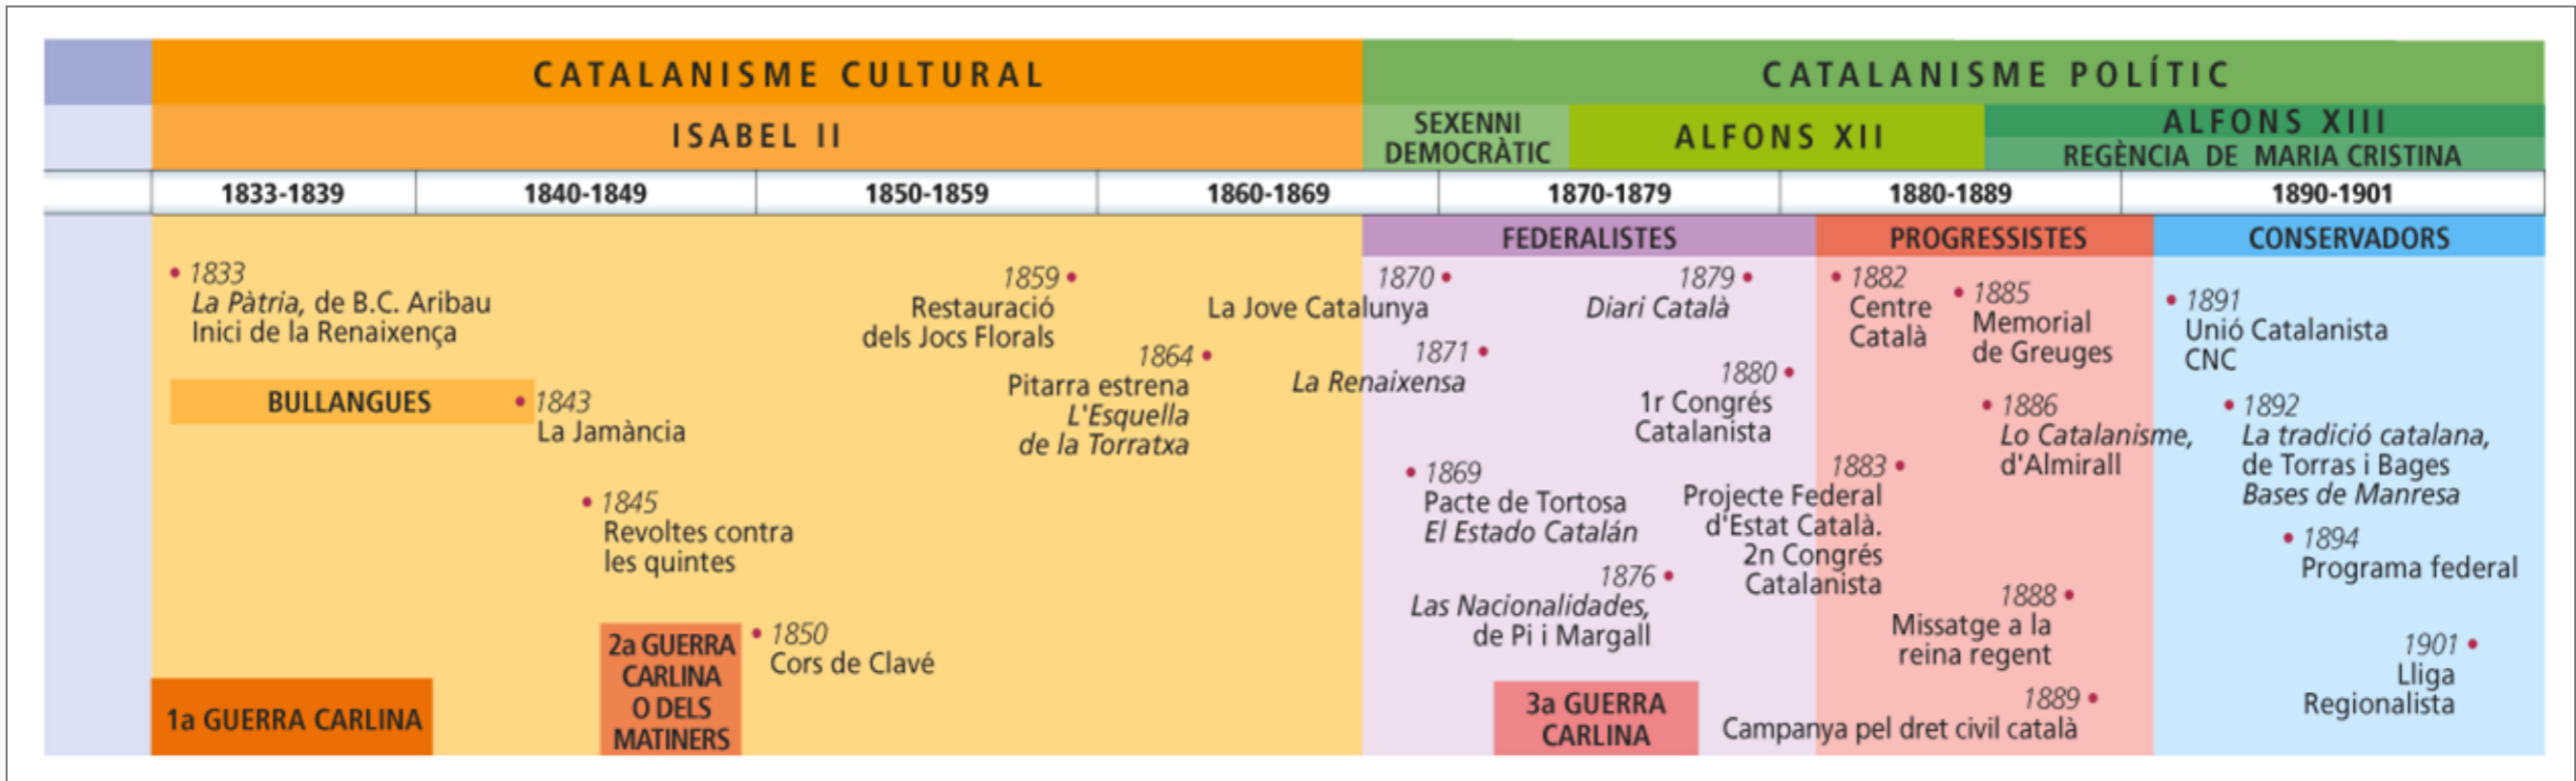 CATALANISME CULTURAL
CATALANISME POLÍTIC
ISABEL II
SEXENNI
DEMOCRÀTIC
ALFONS XII
ALFONS XIII
REGÈNCIA DE MARIA CRISTINA
1833-1839
1840-1849
1850-1859
1860-1869
1870-1879
1880-1889
1890-1901
FEDERALISTES
PROGRESSISTES
CONSERVADORS
1833
La Pàtria, de B.C. Aribau
Inici de la Renaixença
BULLANGUES
1843
La Jamància
1845
Revoltes contra
les quintes
1a GUERRA CARLINA
2a GUERRA
CARLINA
O DELS
MATINERS
1850
Cors de Clavé
1859
Restauració
dels Jocs Florals
1864
Pitarra estrena
L'Esquella
de la Torratxa
1870
La Jove Catalunya
1871
La Renaixensa
1869
Pacte de Tortosa
El Estado Catalán
1876
Las Nacionalidades,
de Pi i Margall
3a GUERRA
CARLINA
1879
Diari Català
1880
1r Congrés
Catalanista
1882
Centre
Català
1883
Projecte Federal
d'Estat Català.
2n Congrés
Catalanista
1885
Memorial
de Greuges
1886
Lo Catalanisme,
d'Almirall
1888
Missatge a la
reina regent
1889
Campanya pel dret civil català
1891
Unió Catalanista
CNC
1892
La tradició catalana,
de Torras i Bages
Bases de Manresa
1894
Programa federal
1901
Lliga
Regionalista